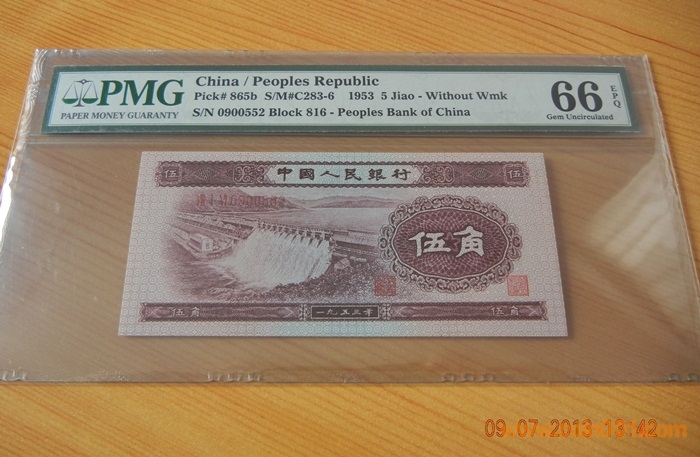 PMG
PAPER MONEY GUARANTY
China / Peoples Republic
Pick# 865b S/M#C283-6 1953 5 Jiao - Without Wmk
S/N 0900552 Block 816 - Peoples Bank of China
66 EPQ
Gem Uncirculated
伍 中國人民銀行 伍
伍角
伍角 一九五三年 伍角
09.07.2013 13:42